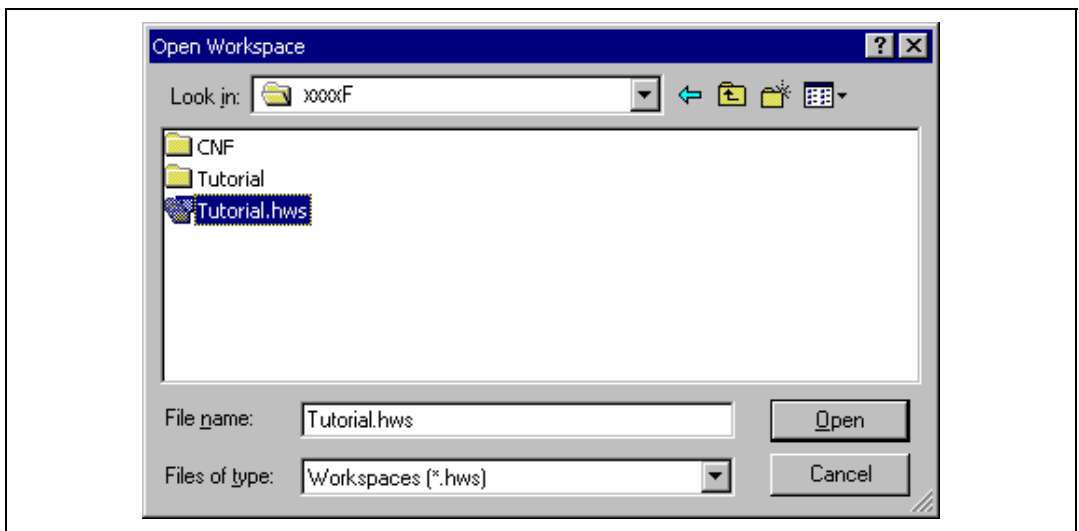 Open Workspace
Look in: xxxxF
CNF
Tutorial
Tutorial.hws
File name: Tutorial.hws Open
Files of type: Workspaces (*.hws) Cancel